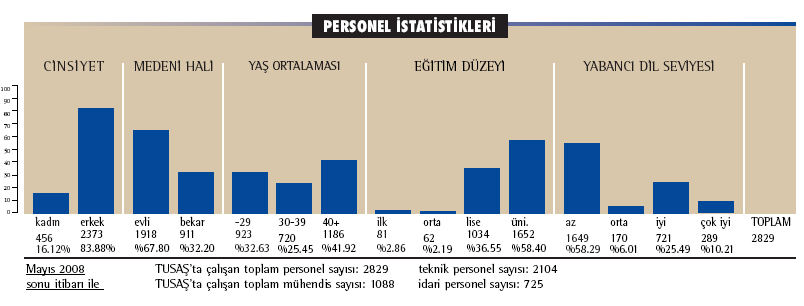 PERSONEL İSTATİSTİKLERİ
CİNSİYET MEDENİ HALİ YAŞ ORTALAMASI EĞİTİM DÜZEYİ YABANCI DİL SEVİYESİ
100
90
80
70
60
50
40
30
20
10
0
kadın erkek evli bekar -29 30-39 40+ ilk orta lise üni. az orta iyi çok iyi TOPLAM
456 2373 1918 911 923 720 1186 81 62 1034 1652 1649 170 721 289 2829
16.12% 83.88% %67.80 %32.20 %32.63 %25.45 %41.92 %2.86 %2.19 %36.55 %58.40 %58.29 %6.01 %25.49 %10.21
Mayıs 2008 TUSAŞ'ta çalışan toplam personel sayısı: 2829 teknik personel sayısı: 2104
sonu itibarı ile TUSAŞ'ta çalışan toplam mühendis sayısı: 1088 idari personel sayısı: 725